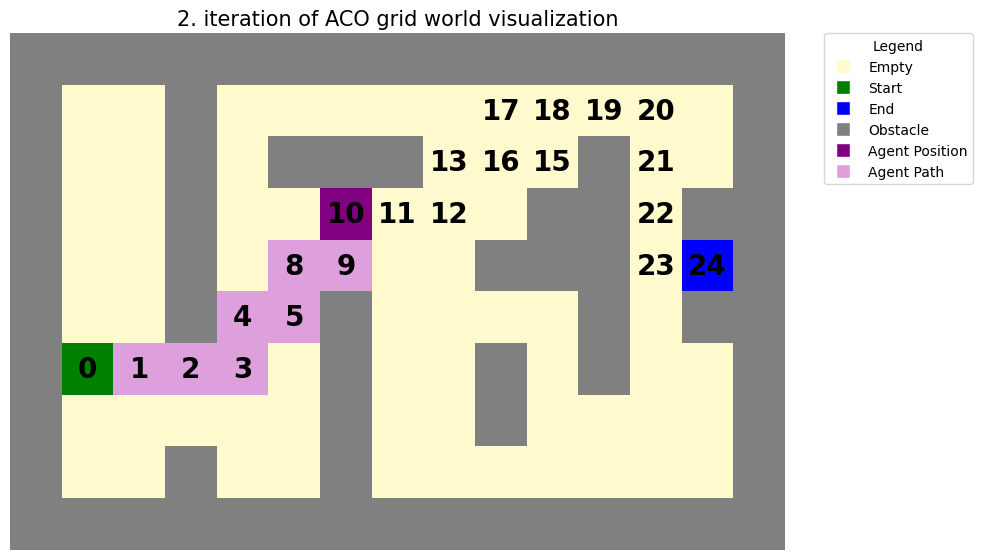 2. iteration of ACO grid world visualization
Legend
Empty
Start
End
Obstacle
Agent Position
Agent Path
17 18 19 20
13 16 15 21
10 11 12 22
8 9 23 24
4 5
0 1 2 3